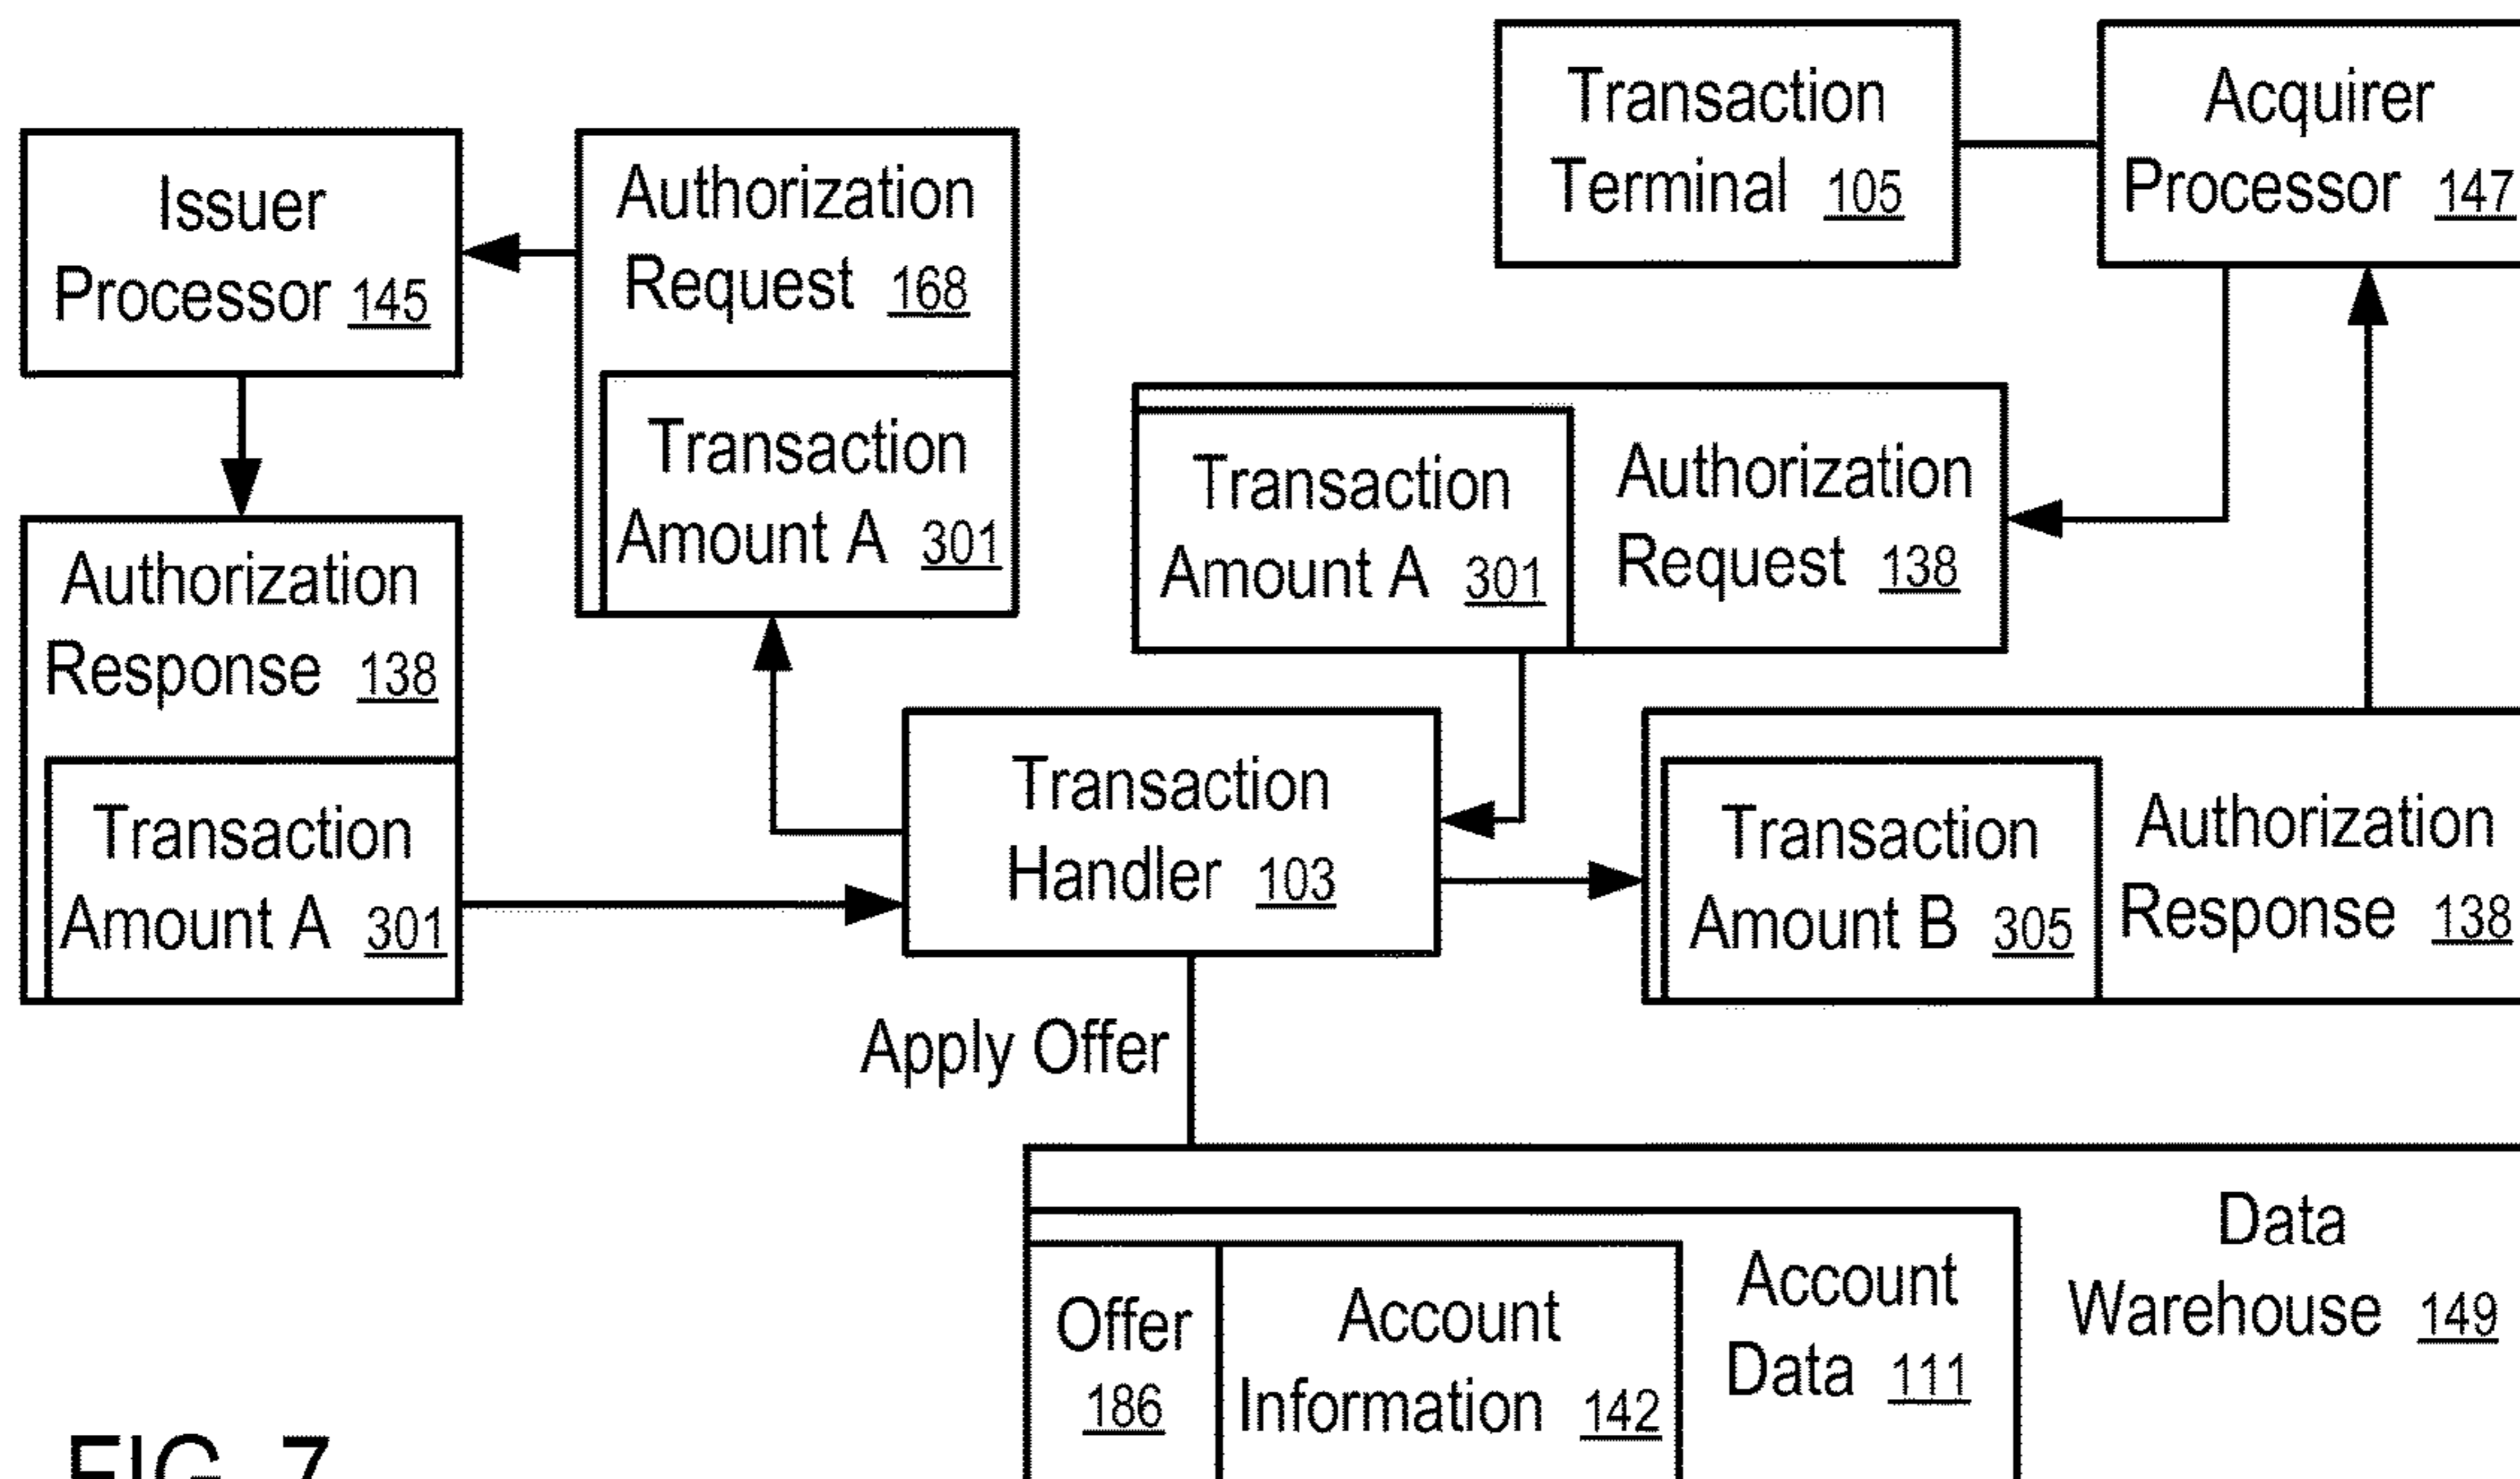 Transaction
Terminal 105
Acquirer
Processor 147
Issuer
Processor 145
Authorization
Request 168
Transaction
Amount A 301
Transaction
Amount A 301
Authorization
Request 138
Authorization
Response 138
Transaction
Amount A 301
Transaction
Handler 103
Transaction
Amount B 305
Authorization
Response 138
Apply Offer
Offer
186
Account
Information 142
Account
Data 111
Data
Warehouse 149
FIG. 7